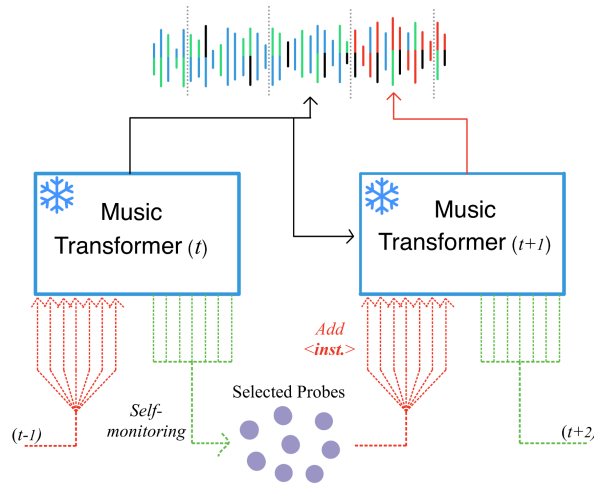 Music
Transformer (t)
Music
Transformer (t+1)
Add
<inst.>
Selected Probes
Self-
monitoring
(t-1)
(t+2)